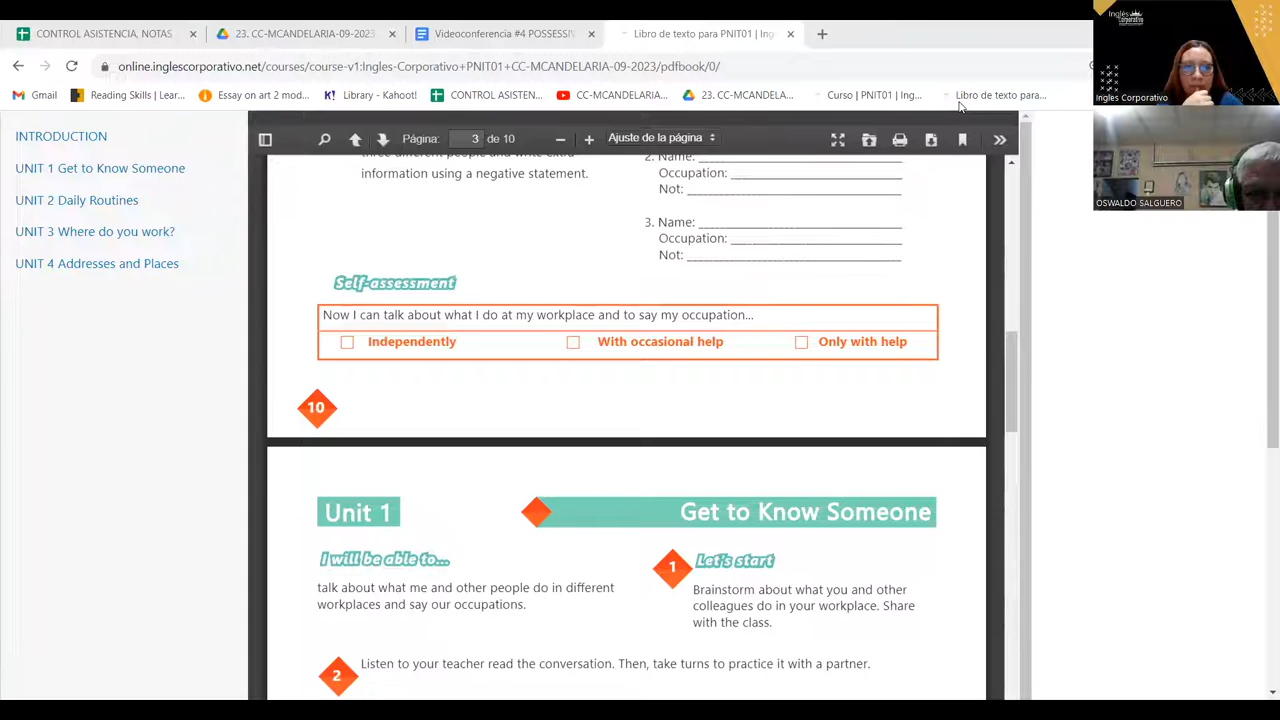 CONTROL ASISTENCIA, NOTAS
23. CC-MCANDELARIA-09-2023
Videoconferencia #4 POSSESSIV
Libro de texto para PNIT01 | Ing
online.inglescorporativo.net/courses/course-v1:Ingles-Corporativo+PNIT01+CC-MCANDELARIA-09-2023/pdfbook/0/
Gmail
Reading Skills | Lear...
Essay on art 2 mod...
Library - Kahoo
CONTROL ASISTEN...
CC-MCANDELARIA...
23. CC-MCANDELA...
Curso | PNIT01 | Ing...
Libro de texto para...
Inglés
Corporativo
Ingles Corporativo
OSWALDO SALGUERO
INTRODUCTION
UNIT 1 Get to Know Someone
UNIT 2 Daily Routines
UNIT 3 Where do you work?
UNIT 4 Addresses and Places
Página: 3 de 10
Ajuste de la página
three different people and write extra
information using a negative statement.
2. Name:
Occupation:
Not:
3. Name:
Occupation:
Not:
Self-assessment
Now I can talk about what I do at my workplace and to say my occupation...
Independently
With occasional help
Only with help
10
Unit 1
Get to Know Someone
I will be able to...
talk about what me and other people do in different
workplaces and say our occupations.
1
Let's start
Brainstorm about what you and other
colleagues do in your workplace. Share
with the class.
2
Listen to your teacher read the conversation. Then, take turns to practice it with a partner.